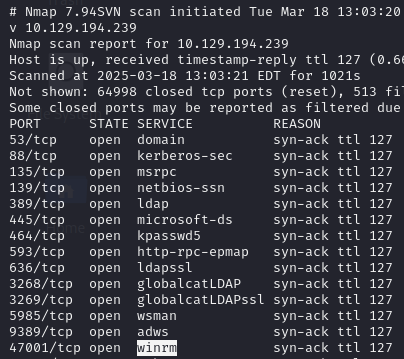 # Nmap 7.94SVN scan initiated Tue Mar 18 13:03:20
v 10.129.194.239
Nmap scan report for 10.129.194.239
Host is up, received timestamp-reply ttl 127 (0.66
Scanned at 2025-03-18 13:03:21 EDT for 1021s
Not shown: 64998 closed tcp ports (reset), 513 fil
Some closed ports may be reported as filtered due
PORT STATE SERVICE REASON
53/tcp open domain syn-ack ttl 127
88/tcp open kerberos-sec syn-ack ttl 127
135/tcp open msrpc syn-ack ttl 127
139/tcp open netbios-ssn syn-ack ttl 127
389/tcp open ldap syn-ack ttl 127
445/tcp open microsoft-ds syn-ack ttl 127
464/tcp open kpasswd5 syn-ack ttl 127
593/tcp open http-rpc-epmap syn-ack ttl 127
636/tcp open ldapssl syn-ack ttl 127
3268/tcp open globalcatLDAP syn-ack ttl 127
3269/tcp open globalcatLDAPssl syn-ack ttl 127
5985/tcp open wsman syn-ack ttl 127
9389/tcp open adws syn-ack ttl 127
47001/tcp open winrm syn-ack ttl 127